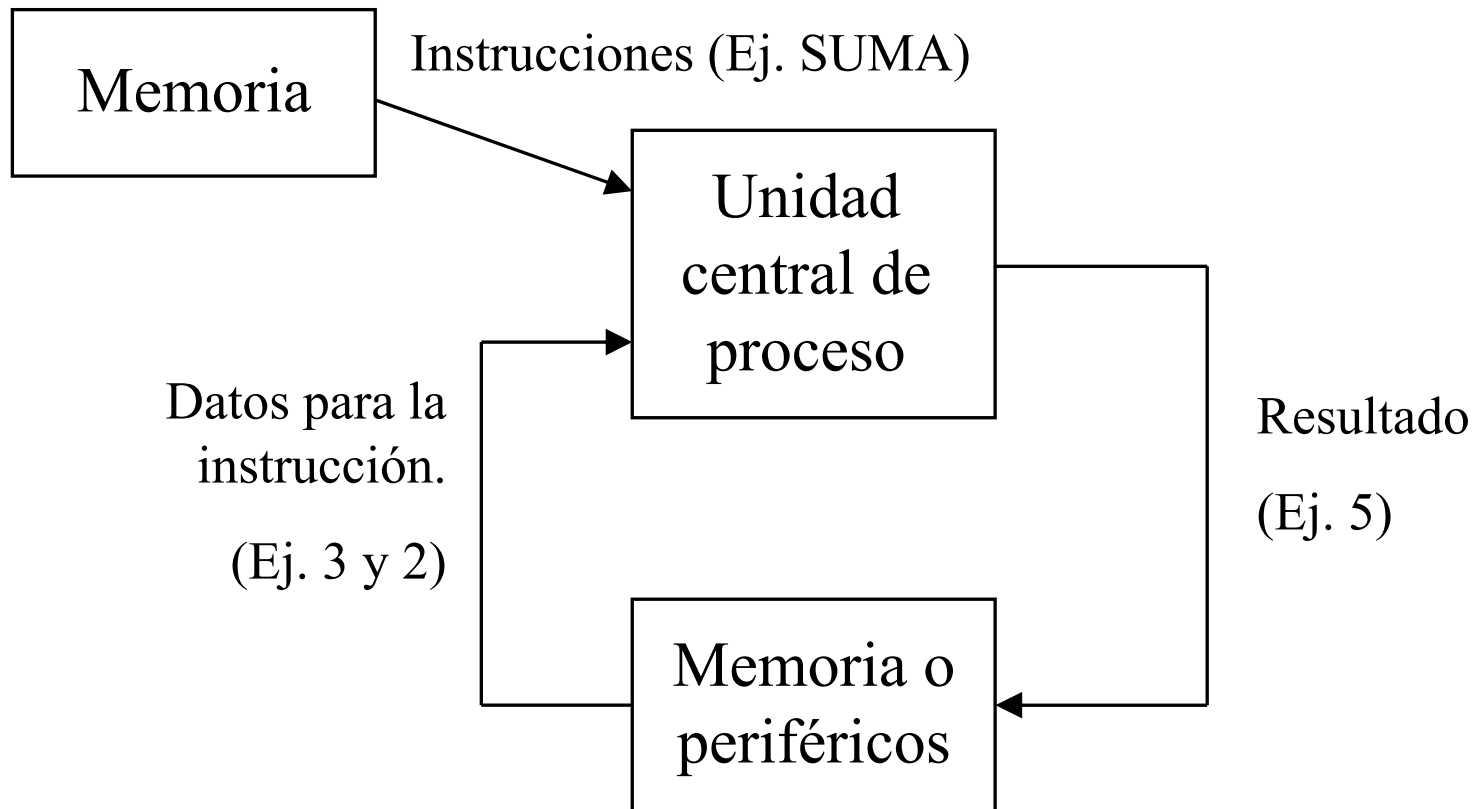 Memoria
Instrucciones (Ej. SUMA)
Unidad
central de
proceso
Datos para la
instrucción.
(Ej. 3 y 2)
Resultado
(Ej. 5)
Memoria o
periféricos